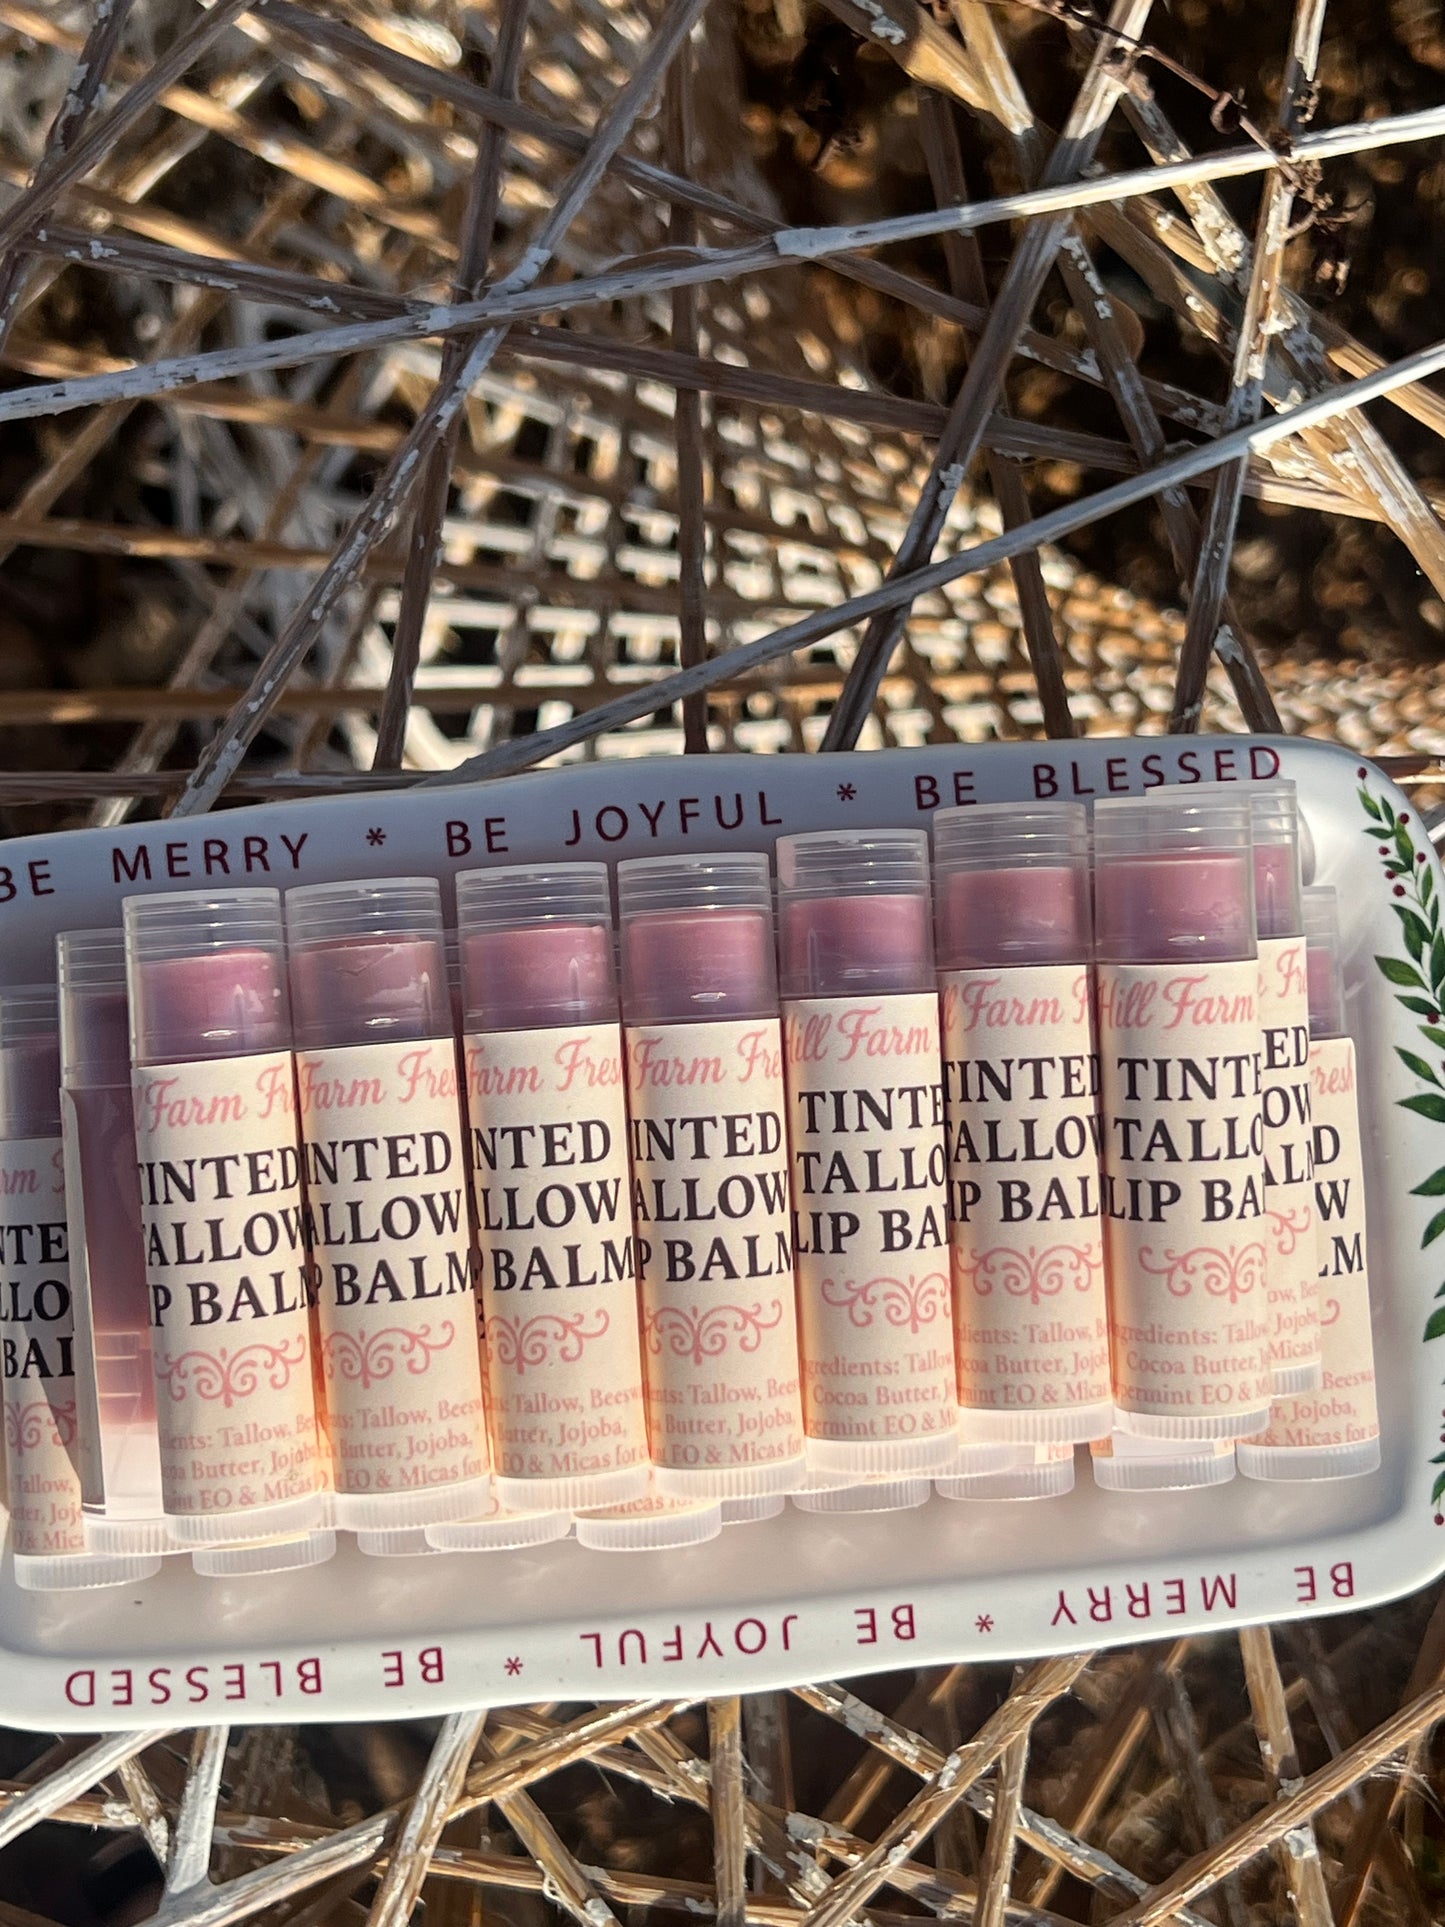 BE MERRY * BE JOYFUL * BE BLESSED
Hill Farm Fresh
TINTED
TALLOW
LIP BALM
Ingredients: Tallow, Beeswax,
Cocoa Butter, Jojoba,
Peppermint EO & Micas for
BE MERRY * BE JOYFUL * BE BLESSED